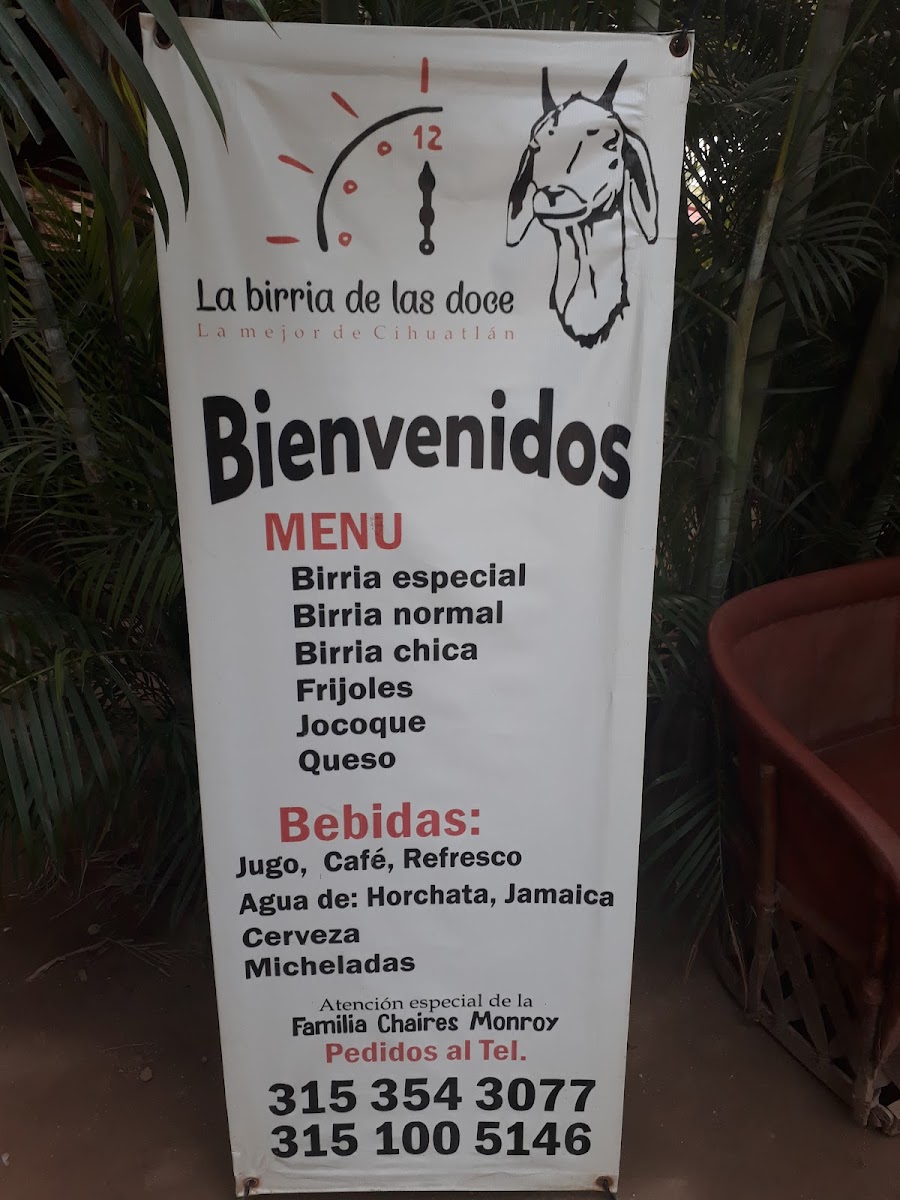 12
La birria de las doce
La mejor de Cihuatlán
Bienvenidos
MENU
Birria especial
Birria normal
Birria chica
Frijoles
Jocoque
Queso
Bebidas:
Jugo, Café, Refresco
Agua de: Horchata, Jamaica
Cerveza
Micheladas
Atención especial de la
Familia Chaires Monroy
Pedidos al Tel.
315 354 3077
315 100 5146